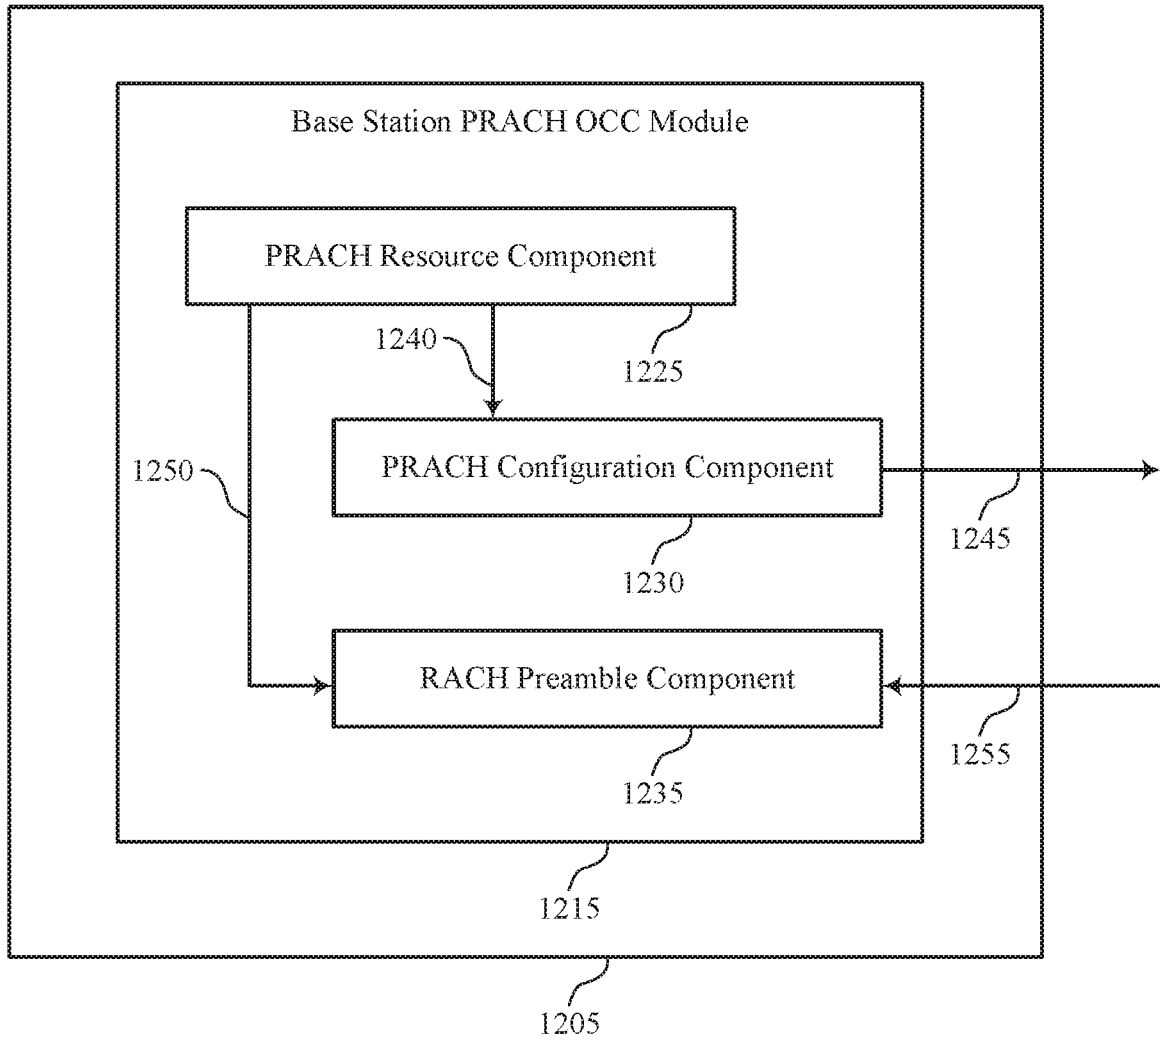 Base Station PRACH OCC Module
PRACH Resource Component
1240
1225
PRACH Configuration Component
1250
1245
1230
RACH Preamble Component
1255
1235
1215
1205